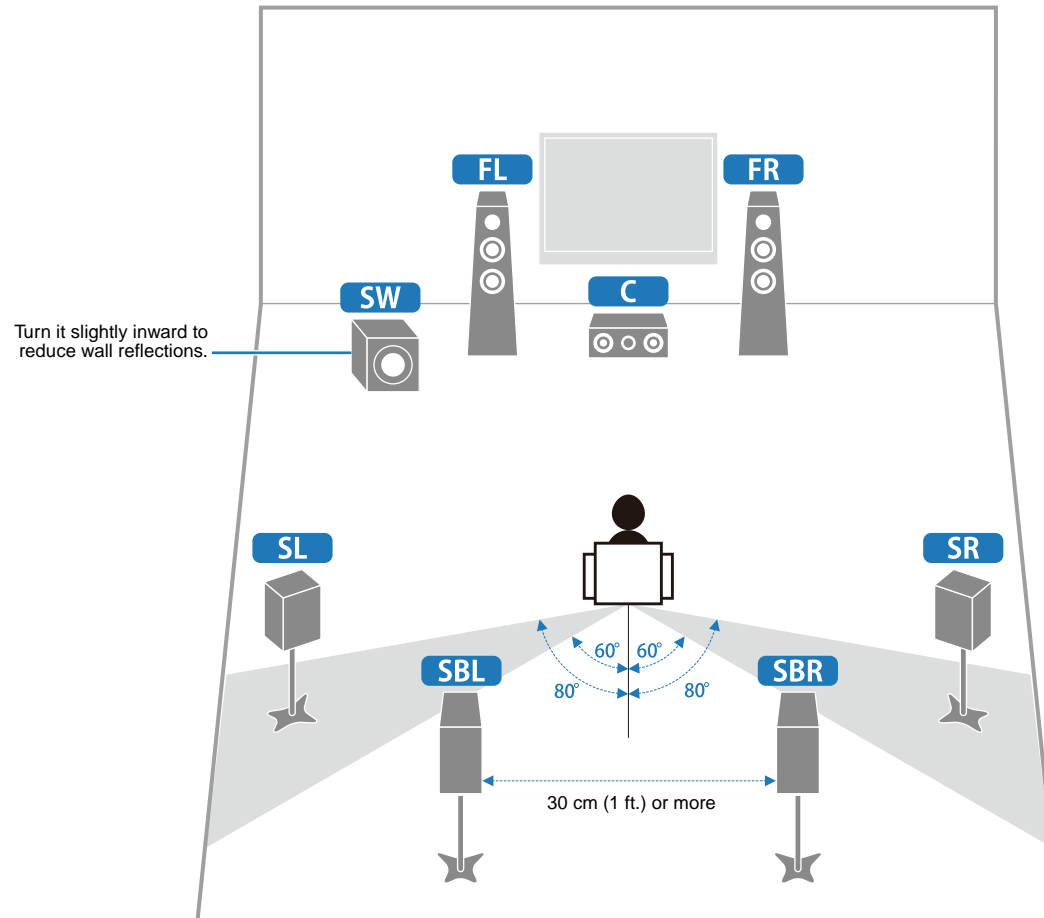 FL
FR
SW
C
Turn it slightly inward to
reduce wall reflections.
SL
SR
60°
60°
SBL
SBR
80°
80°
30 cm (1 ft.) or more